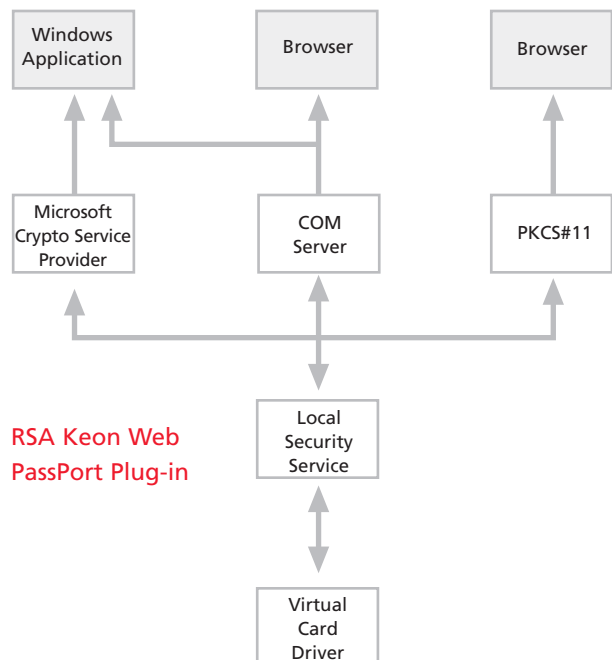 Windows
Application
Browser
Browser
Microsoft
Crypto Service
Provider
COM
Server
PKCS#11
RSA Keon Web
PassPort Plug-in
Local
Security
Service
Virtual
Card
Driver